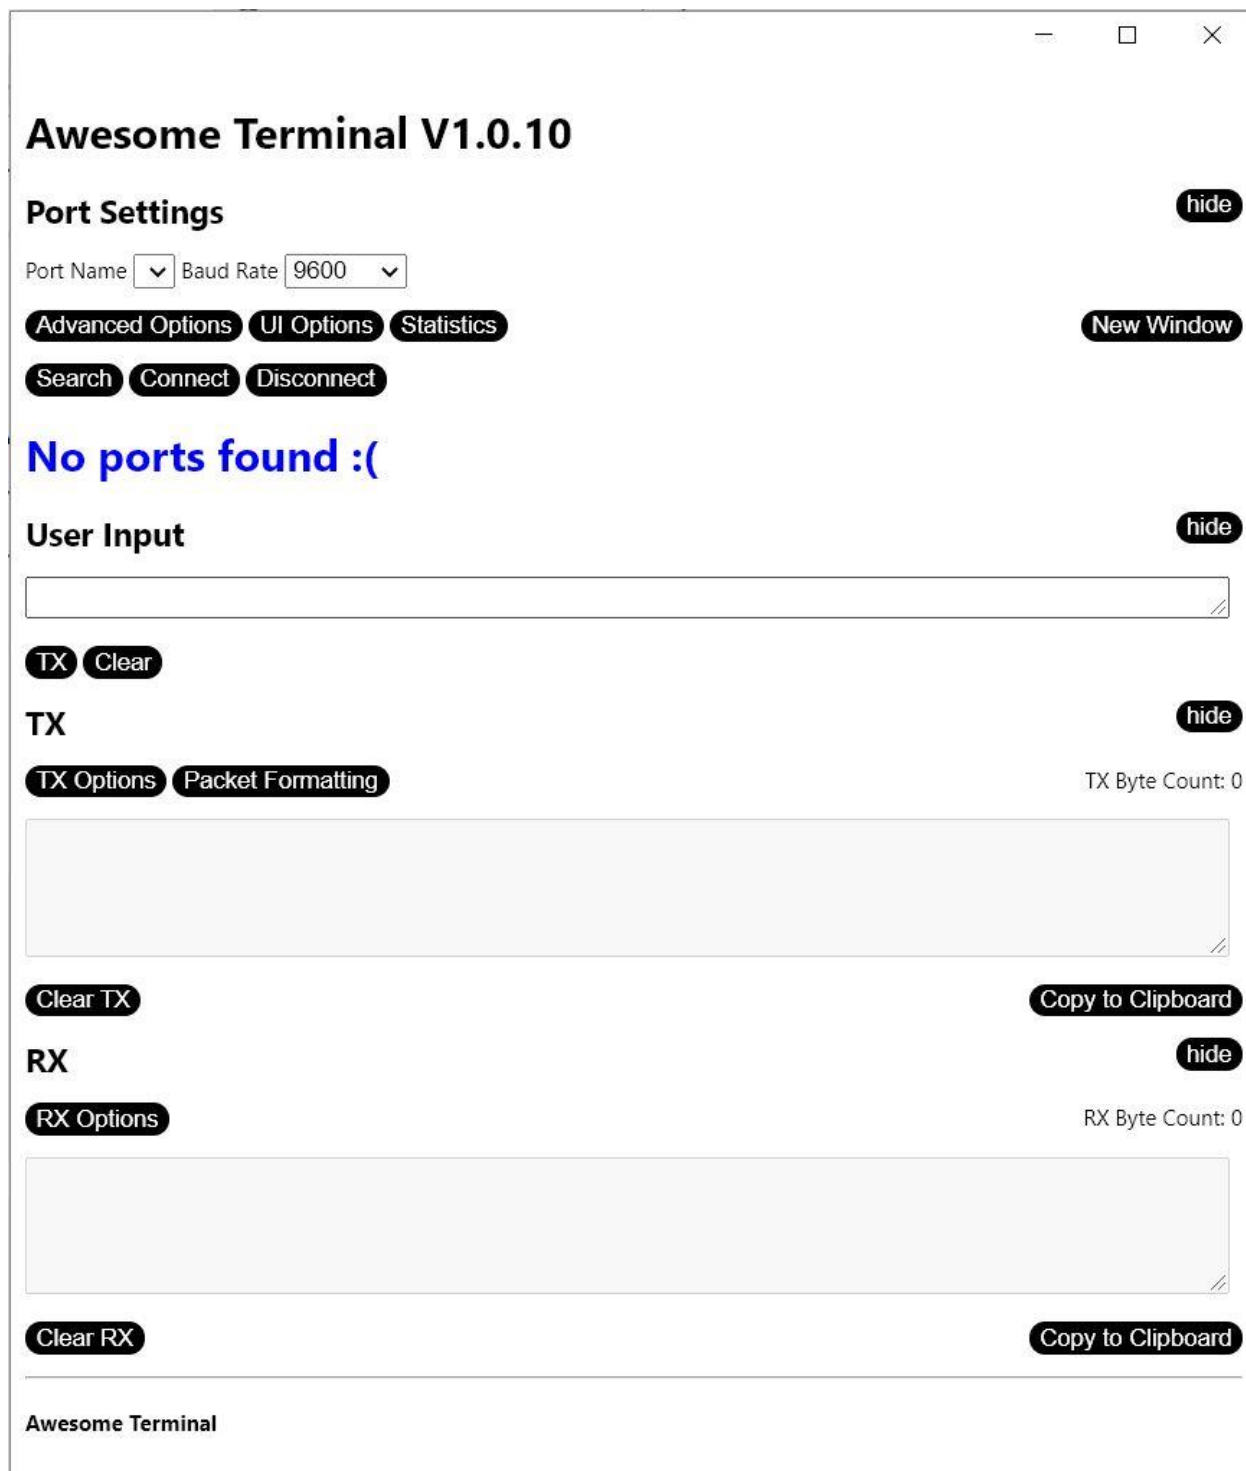 Awesome Terminal V1.0.10
Port Settings hide
Port Name Baud Rate 9600
Advanced Options UI Options Statistics New Window
Search Connect Disconnect
No ports found :(
User Input hide
TX Clear
TX hide
TX Options Packet Formatting TX Byte Count: 0
Clear TX Copy to Clipboard
RX hide
RX Options RX Byte Count: 0
Clear RX Copy to Clipboard
Awesome Terminal